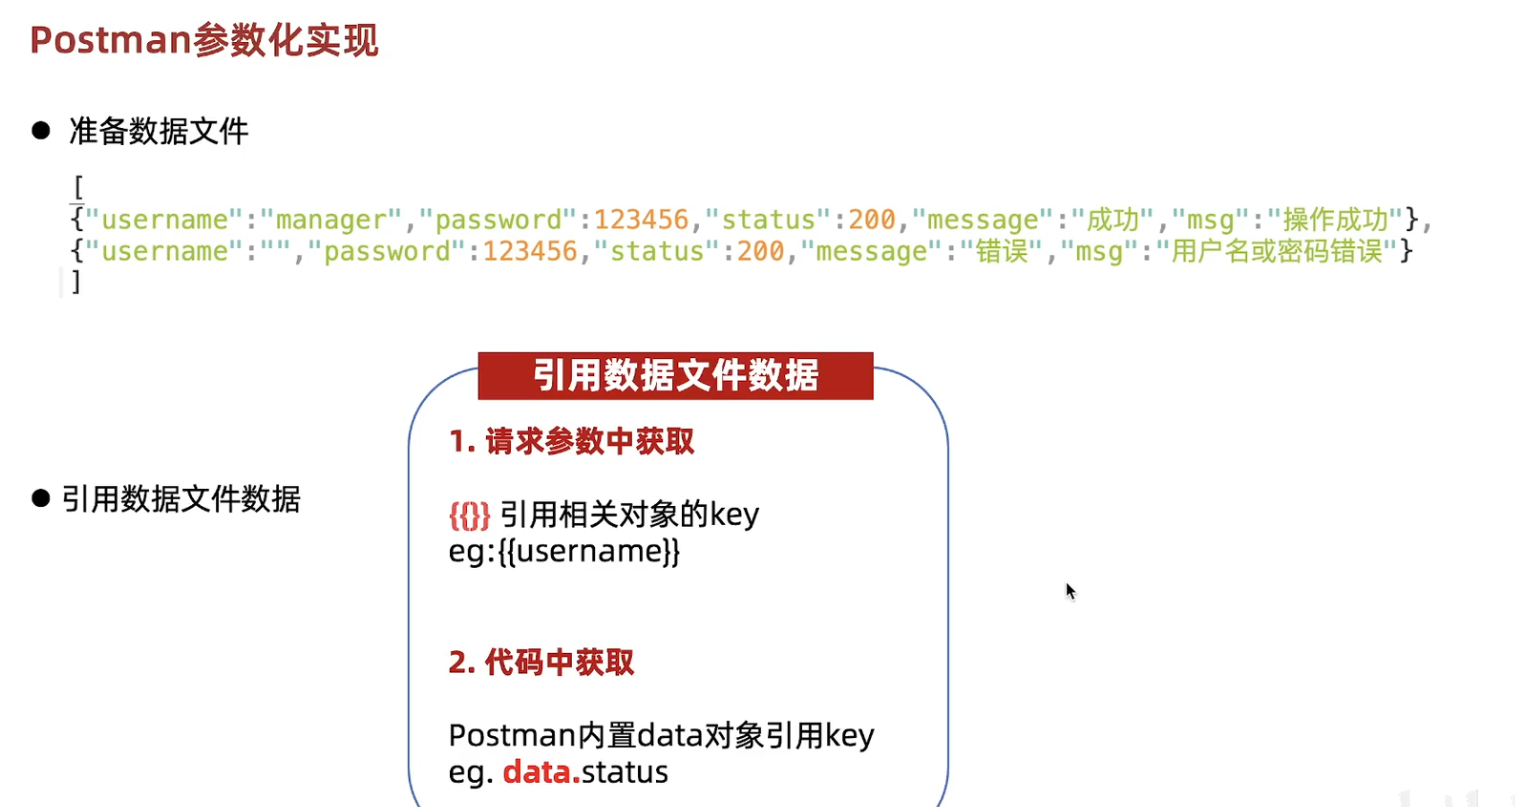 Postman参数化实现
● 准备数据文件
[
{"username":"manager","password":123456,"status":200,"message":"成功","msg":"操作成功"},
{"username":"","password":123456,"status":200,"message":"错误","msg":"用户名或密码错误"}
]
● 引用数据文件数据
引用数据文件数据
1. 请求参数中获取
{{}} 引用相关对象的key
eg:{{username}}
2. 代码中获取
Postman内置data对象引用key
eg. data.status